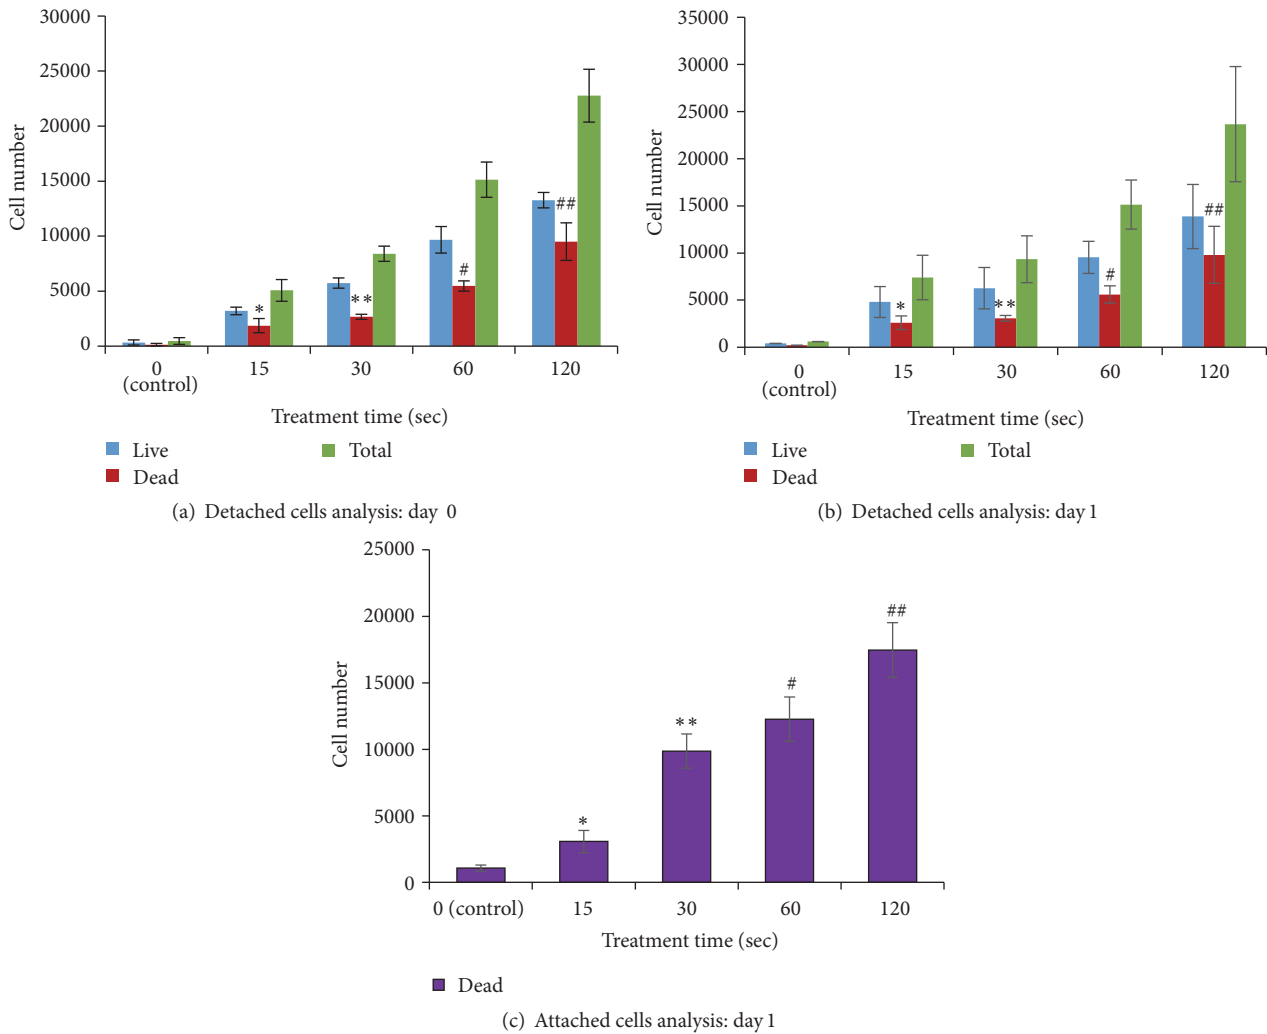 30000
25000
20000
15000
10000
5000
0
Cell number
*
**
#
##
0
(control)
15
30
60
120
Treatment time (sec)
Live
Total
Dead
(a) Detached cells analysis: day 0
35000
30000
25000
20000
15000
10000
5000
0
Cell number
*
**
#
##
0
(control)
15
30
60
120
Treatment time (sec)
Live
Total
Dead
(b) Detached cells analysis: day 1
25000
20000
15000
10000
5000
0
Cell number
*
**
#
##
0 (control)
15
30
60
120
Treatment time (sec)
Dead
(c) Attached cells analysis: day 1